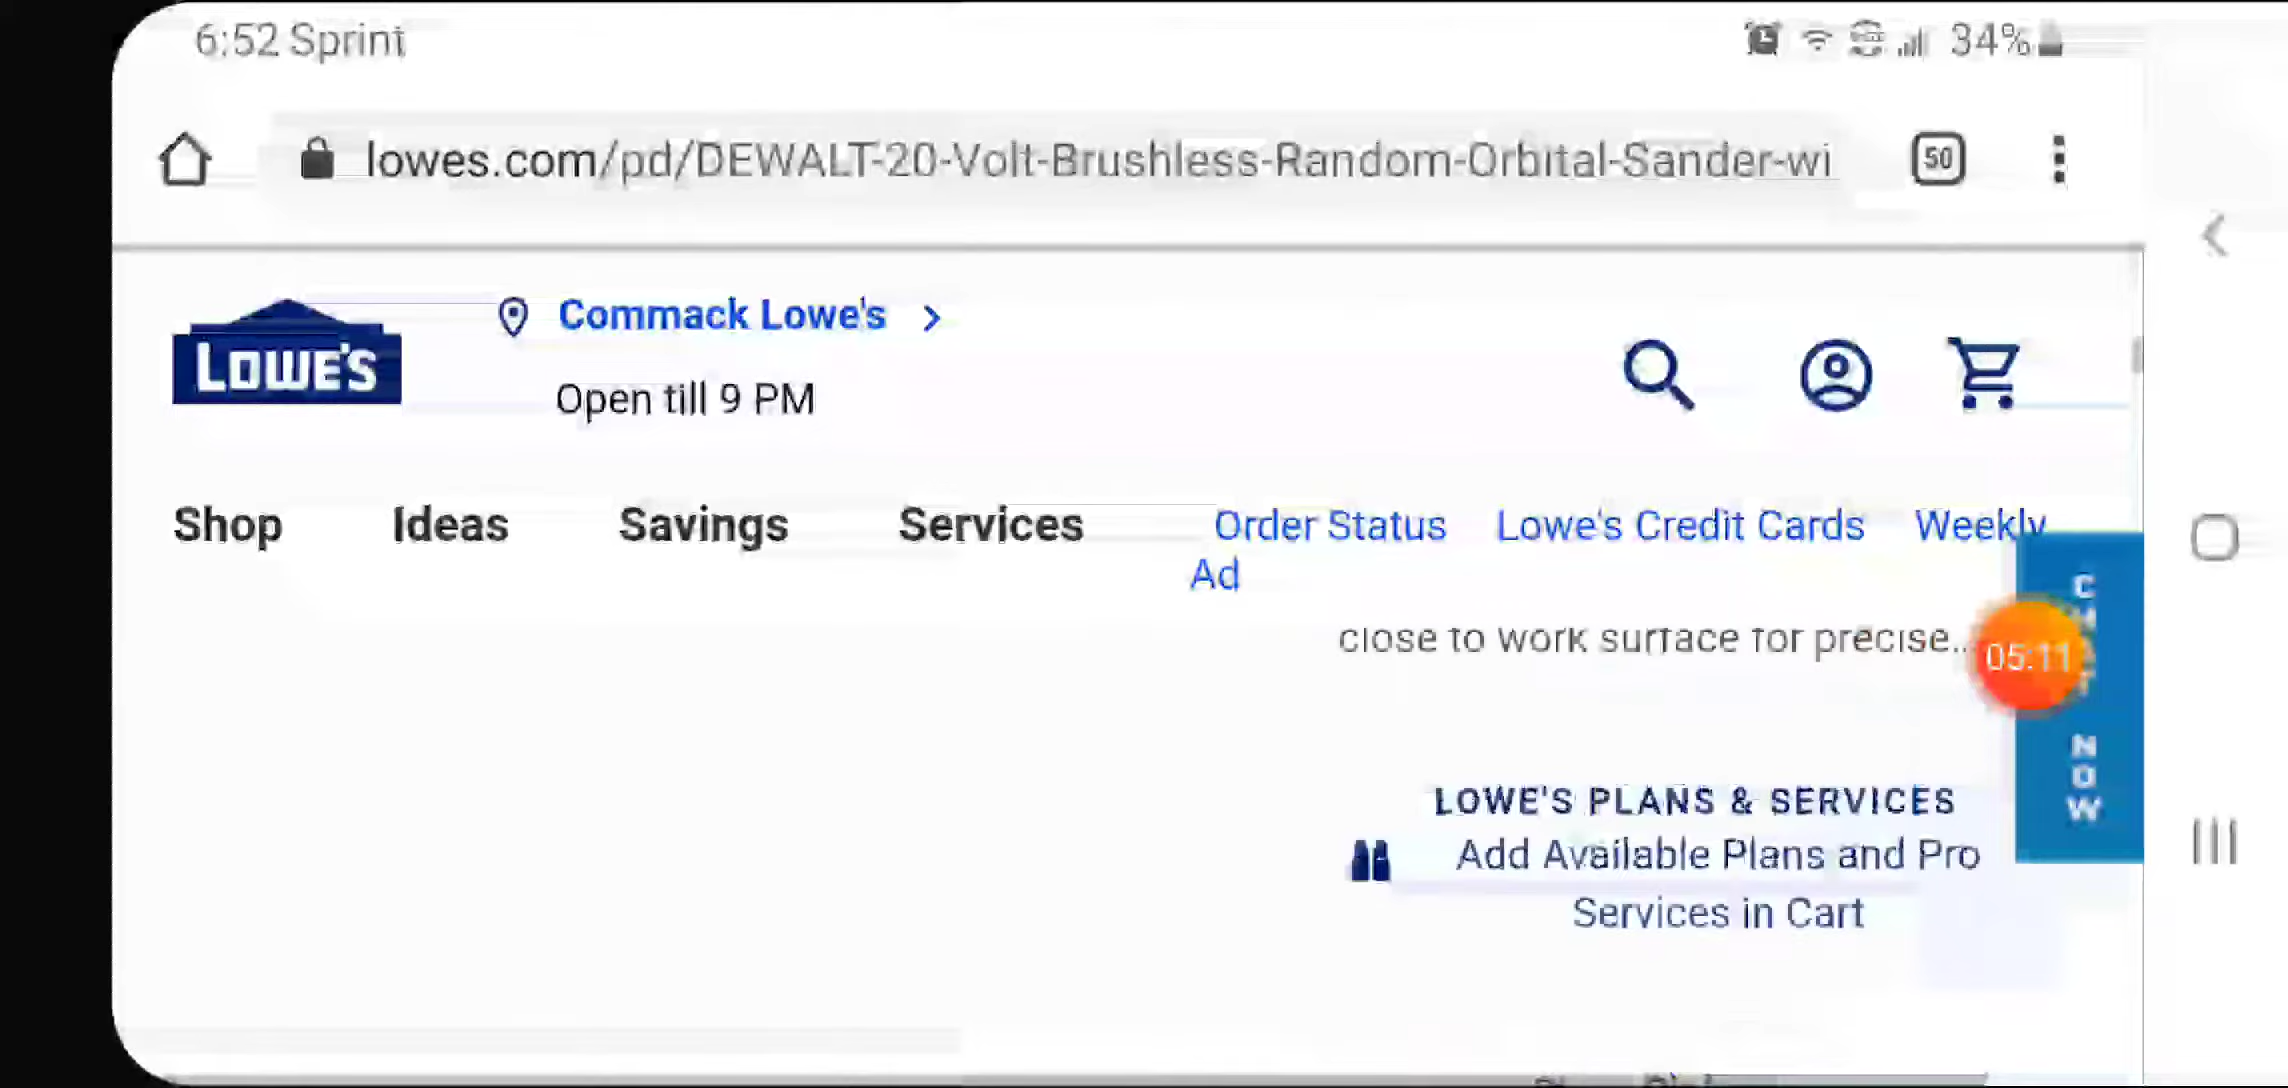 6:52 Sprint
34%
lowes.com/pd/DEWALT-20-Volt-Brushless-Random-Orbital-Sander-wi
50
LOWE'S
Commack Lowe's
Open till 9 PM
Shop Ideas Savings Services Order Status Lowe's Credit Cards Weekly
Ad
close to work surface for precise...
05:11
CHAT NOW
LOWE'S PLANS & SERVICES
Add Available Plans and Pro
Services in Cart